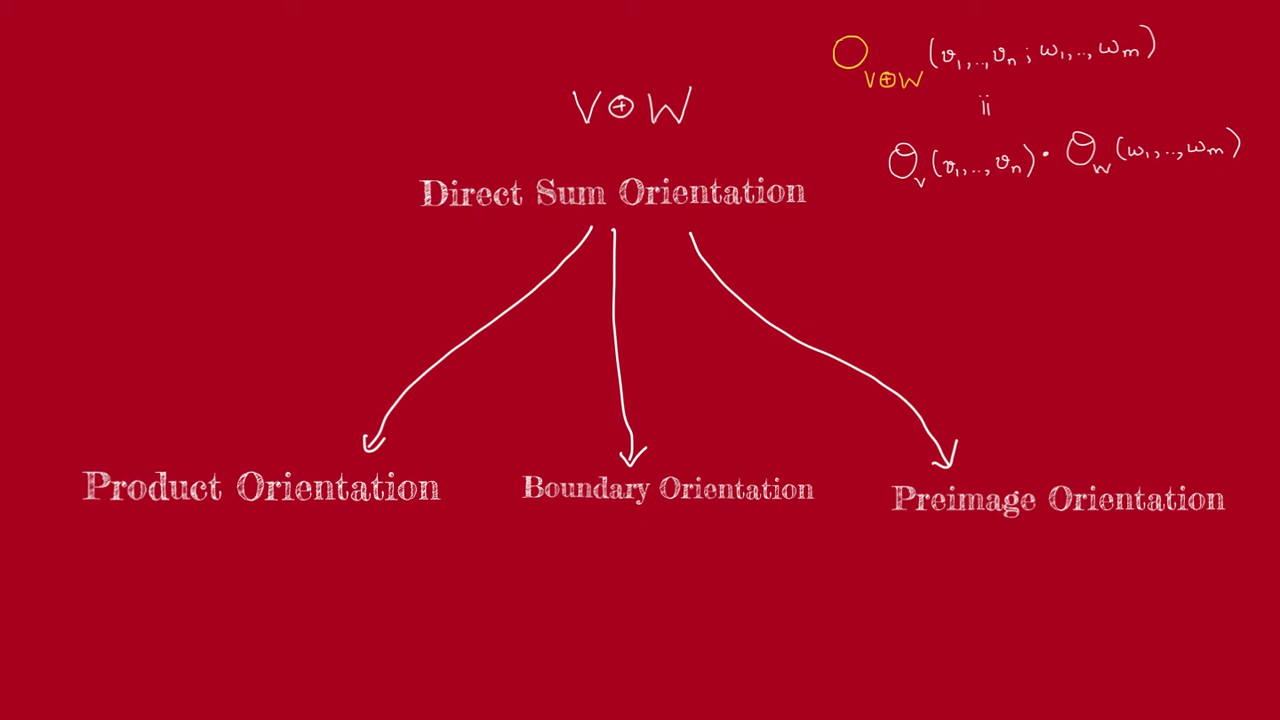 O_{V⊕W} (v₁,..,vₙ; w₁,..,wₘ)
V⊕W
ıı
O_V (v₁,..,vₙ) · O_W (w₁,..,wₘ)
Direct Sum Orientation
Product Orientation
Boundary Orientation
Preimage Orientation